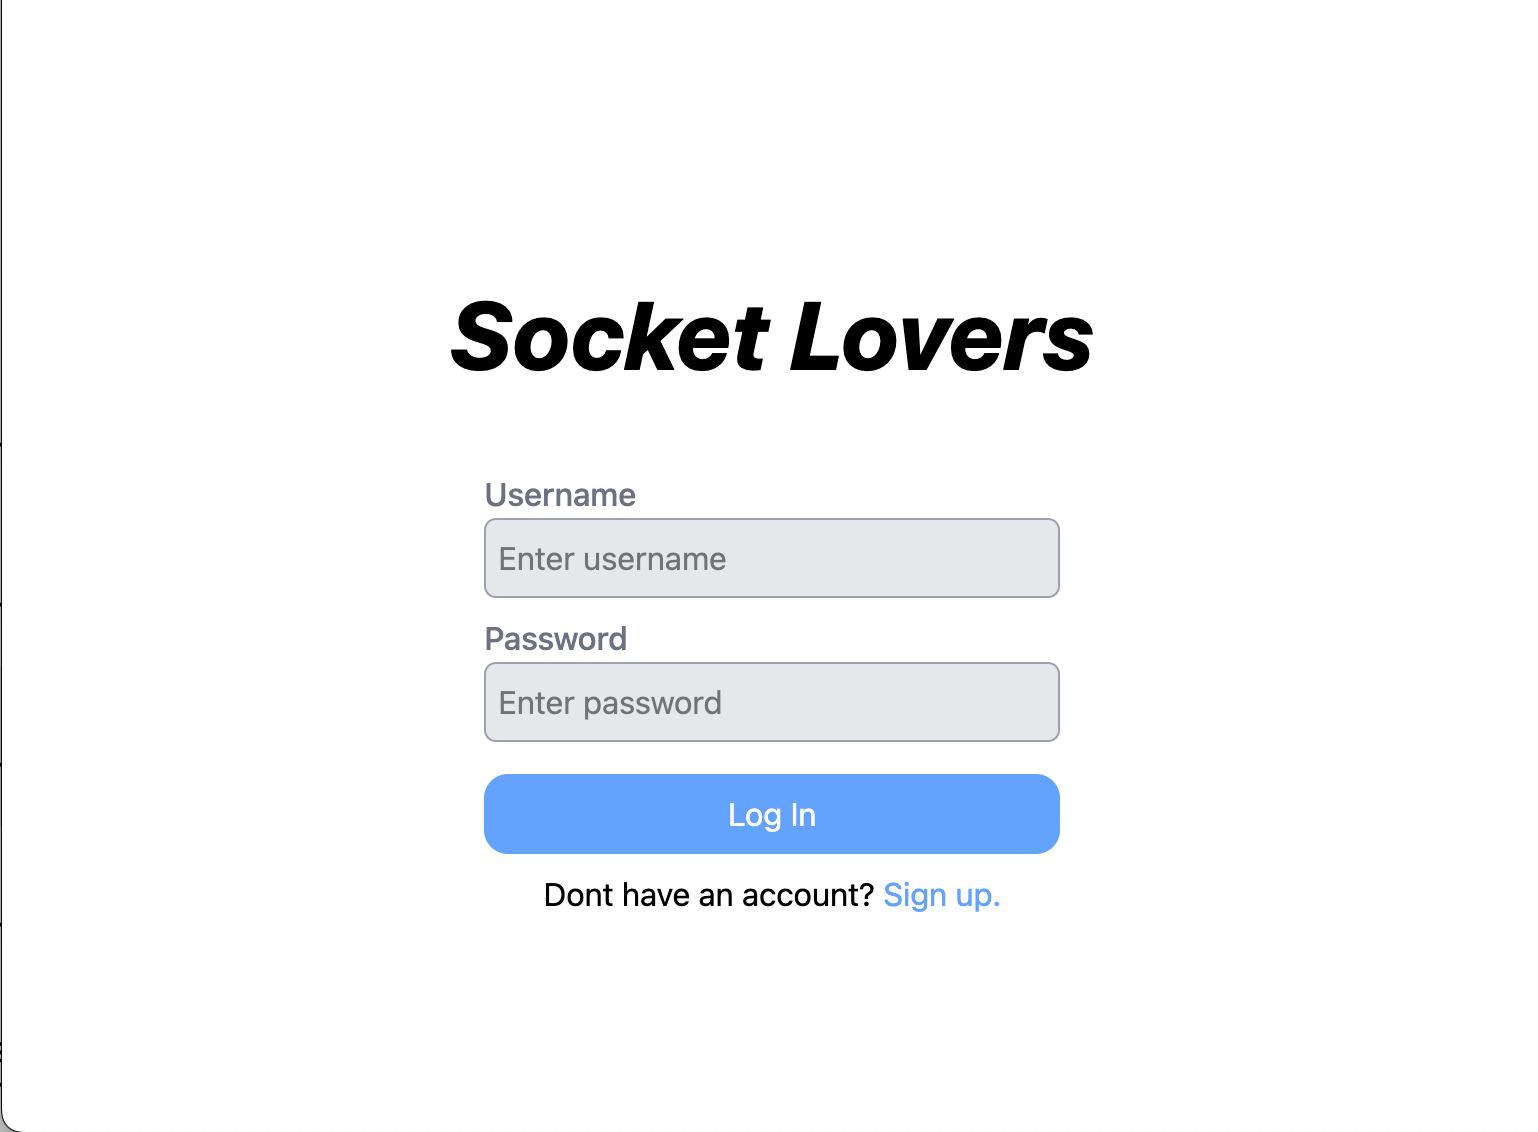 Socket Lovers
Username
Enter username
Password
Enter password
Log In
Dont have an account? Sign up.